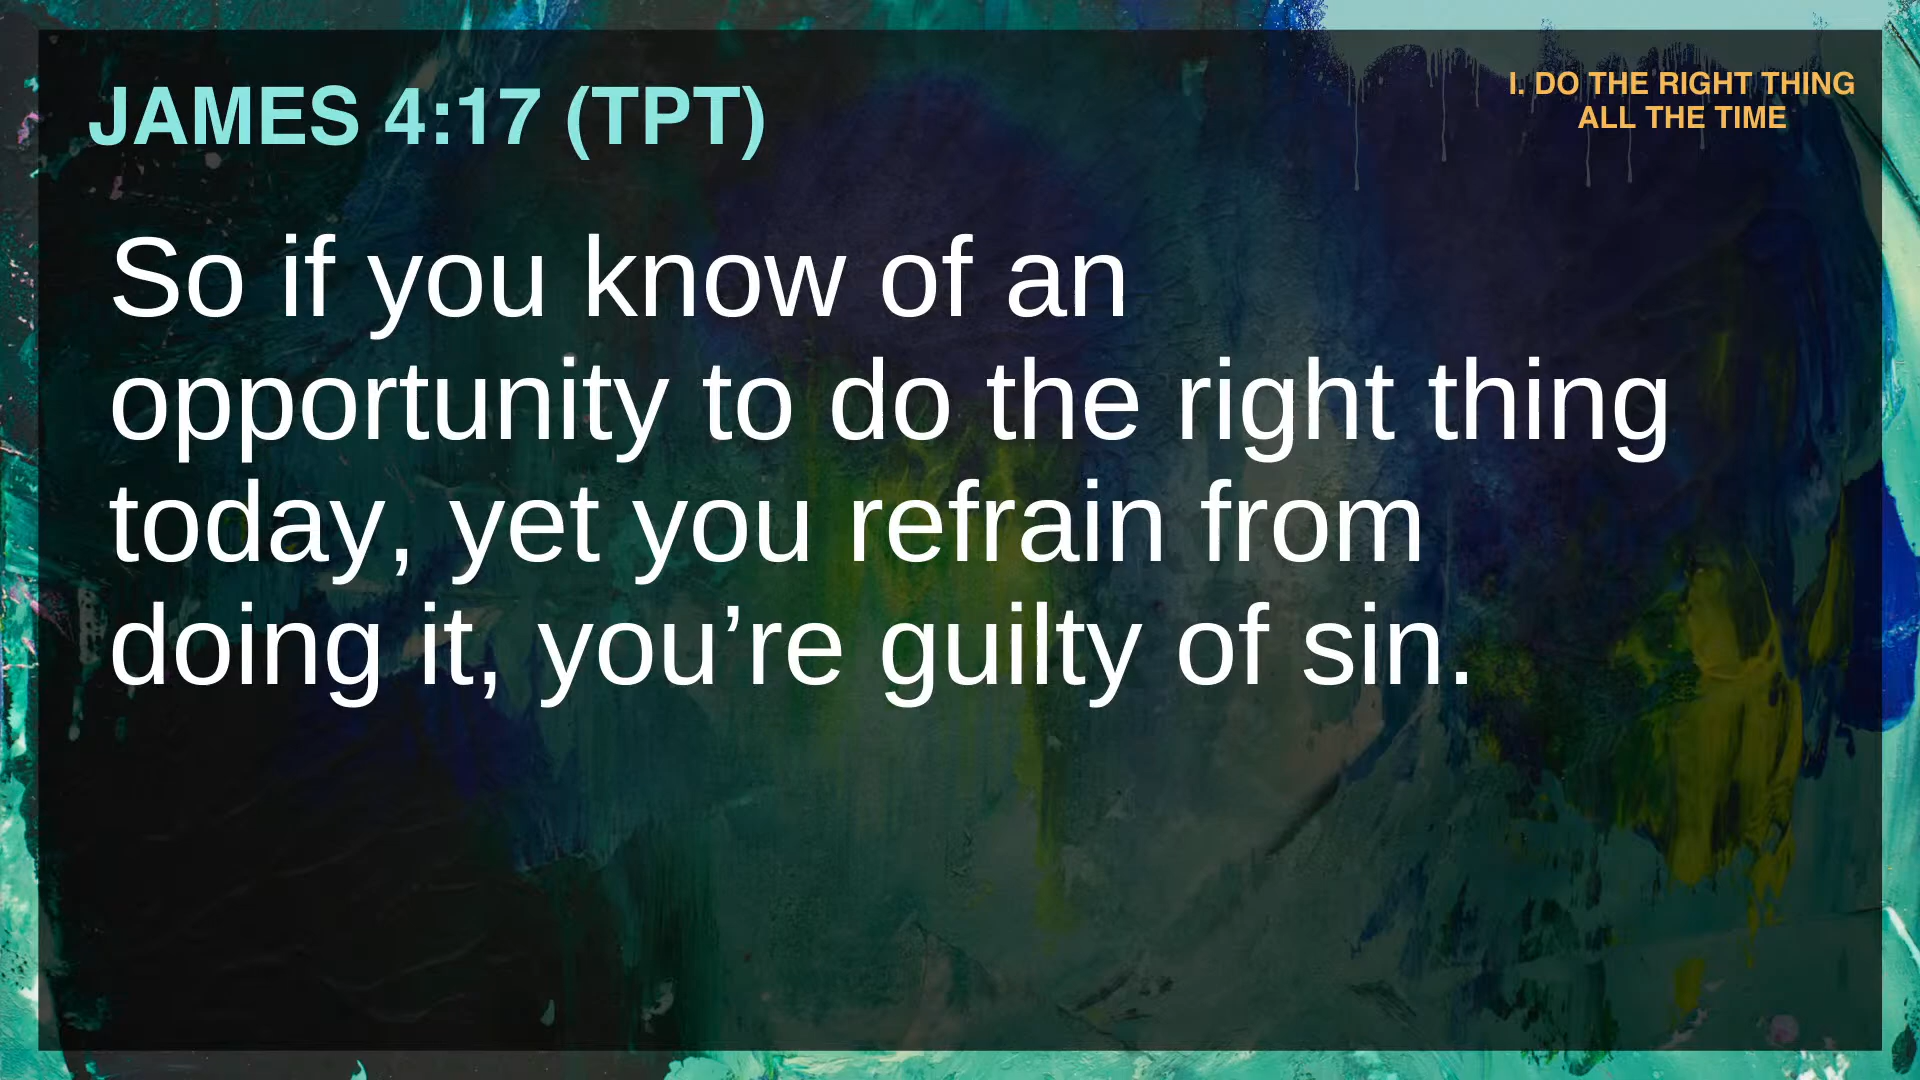 JAMES 4:17 (TPT)
I. DO THE RIGHT THING
ALL THE TIME
So if you know of an
opportunity to do the right thing
today, yet you refrain from
doing it, you’re guilty of sin.